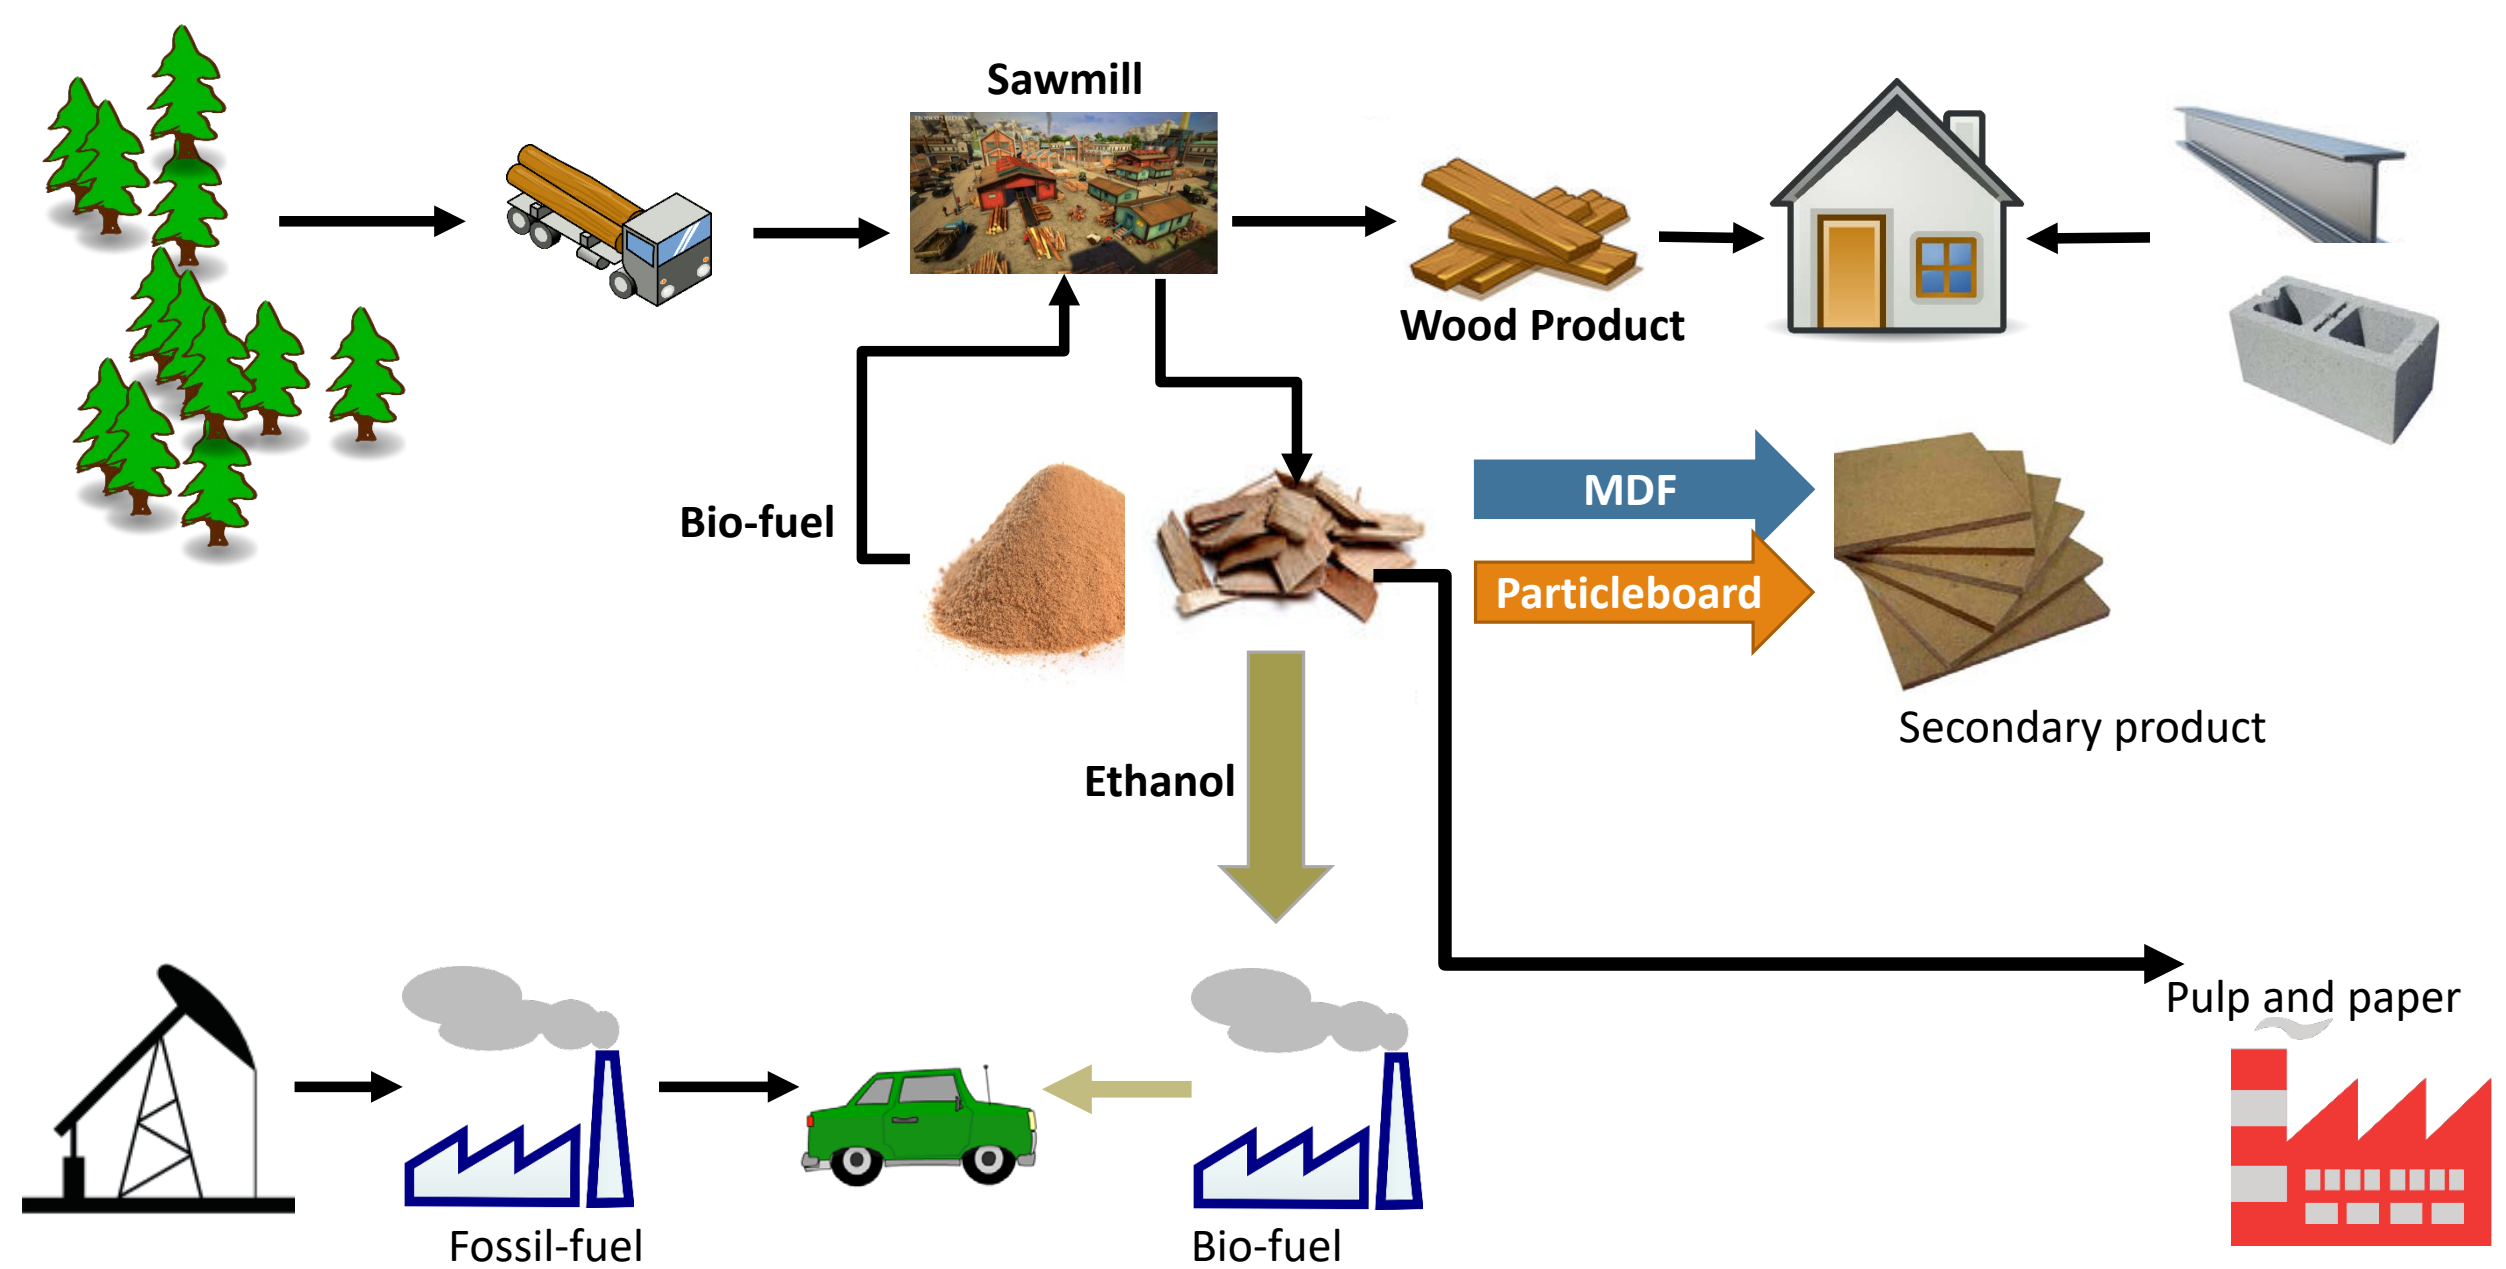 Sawmill
Wood Product
MDF
Bio-fuel
Particleboard
Secondary product
Ethanol
Pulp and paper
Fossil-fuel
Bio-fuel